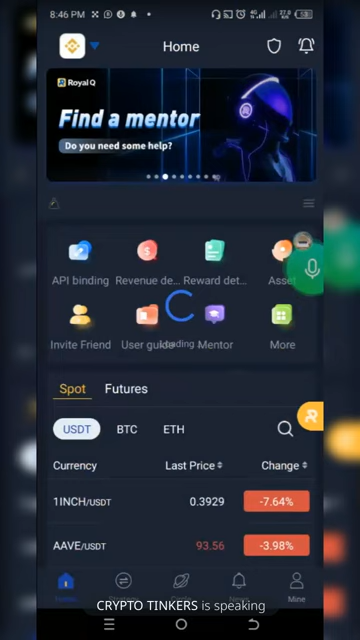 8:46 PM
Home
Royal Q
Find a mentor
Do you need some help?
API binding
Revenue de...
Reward det...
Asset
Invite Friend
User guide
Loading
Mentor
More
Spot
Futures
USDT
BTC
ETH
Currency
Last Price
Change
1INCH/USDT
0.3929
-7.64%
AAVE/USDT
93.56
-3.98%
Mine
CRYPTO TINKERS is speaking